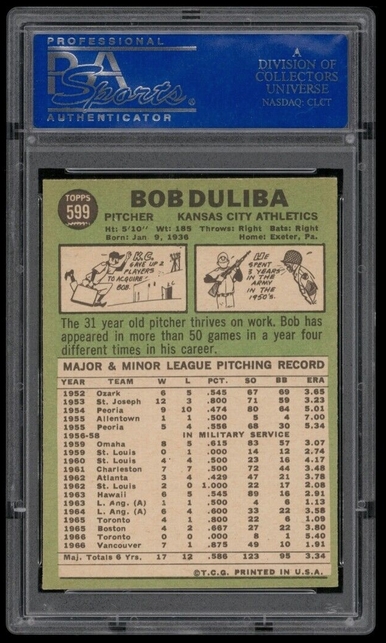 PROFESSIONAL
PSA
Sports
AUTHENTICATOR
A
DIVISION OF
COLLECTORS
UNIVERSE
NASDAQ: CLCT
TOPPS
599
BOB DULIBA
PITCHER KANSAS CITY ATHLETICS
Ht: 5'10" Wt: 185 Throws: Right Bats: Right
Born: Jan 9, 1936 Home: Exeter, Pa.
K.C.
GAVE UP 2
PLAYERS
TO ACQUIRE
BOB.
HE
SPENT
3 YEARS
IN THE
ARMY
IN THE
1950'S.
The 31 year old pitcher thrives on work. Bob has
appeared in more than 50 games in a year four
different times in his career.
MAJOR & MINOR LEAGUE PITCHING RECORD
YEAR TEAM W L PCT. SO BB ERA
1952 Ozark 6 5 .545 67 69 3.65
1953 St. Joseph 12 3 .800 71 59 3.23
1954 Peoria 9 10 .474 80 84 5.01
1955 Allentown 1 1 .500 5 4 7.00
1955 Peoria 5 4 .556 68 30 5.34
1956-58 IN MILITARY SERVICE
1959 Omaha 8 5 .615 83 57 3.07
1959 St. Louis 0 1 .000 14 12 2.74
1960 St. Louis 4 4 .500 23 16 4.17
1961 Charleston 7 7 .500 72 44 3.48
1962 Atlanta 3 4 .429 47 21 3.78
1962 St. Louis 2 0 1.000 22 17 2.08
1963 Hawaii 6 5 .545 89 16 2.91
1963 L. Ang. (A) 1 1 .500 4 6 1.13
1964 L. Ang. (A) 6 4 .600 33 22 3.58
1965 Toronto 4 1 .800 22 6 1.09
1965 Boston 4 2 .667 27 22 3.80
1966 Toronto 0 0 .000 8 1 5.40
1966 Vancouver 7 1 .875 49 10 1.91
Maj. Totals 6 Yrs. 17 12 .586 123 95 3.34
©T.C.G. PRINTED IN U.S.A.